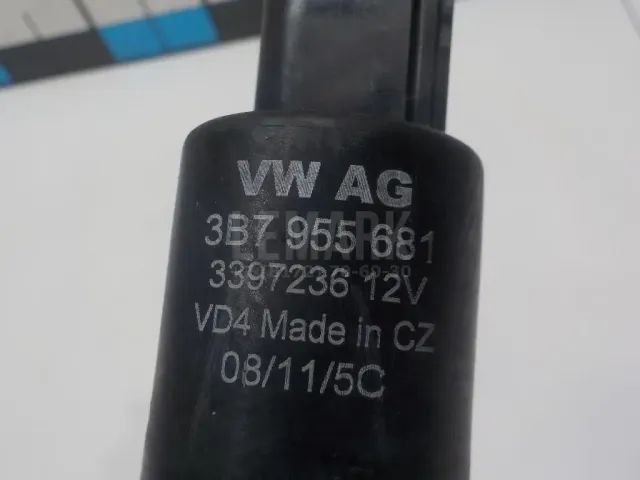 VW AG
3B7 955 681
3397236 12V
VD4 Made in CZ
08/11/5C